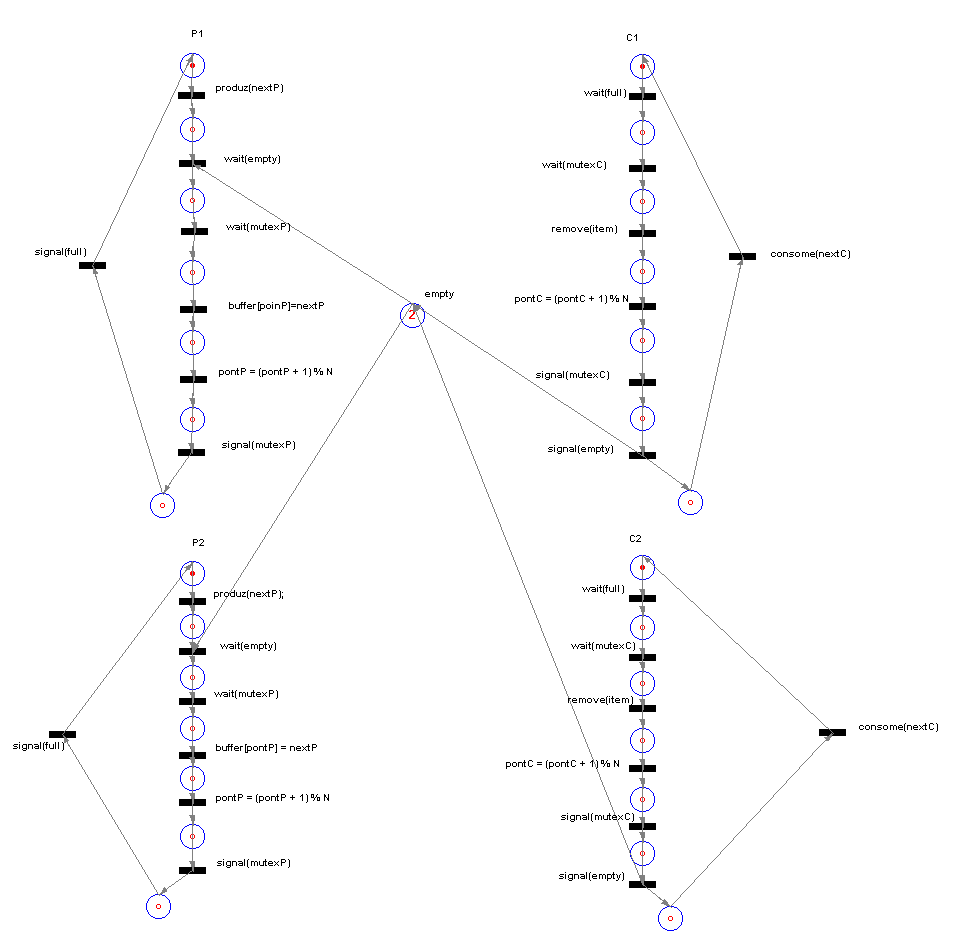 P1
produz(nextP)
wait(empty)
wait(mutexP)
signal(full)
buffer[poinP]=nextP
pontP = (pontP + 1) % N
signal(mutexP)
empty
2
C1
wait(full)
wait(mutexC)
remove(item)
consome(nextC)
pontC = (pontC + 1) % N
signal(mutexC)
signal(empty)
P2
produz(nextP);
wait(empty)
wait(mutexP)
signal(full)
buffer[pontP] = nextP
pontP = (pontP + 1) % N
signal(mutexP)
C2
wait(full)
wait(mutexC)
remove(item)
consome(nextC)
pontC = (pontC + 1) % N
signal(mutexC)
signal(empty)